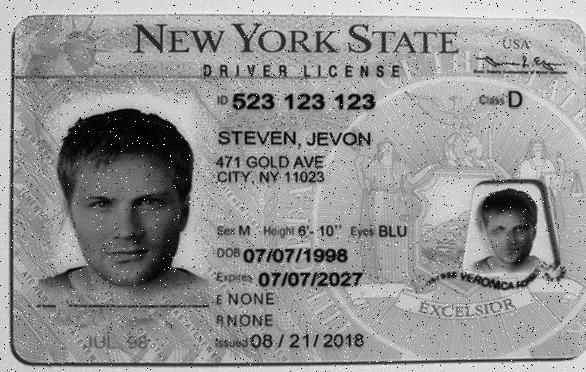 NEW YORK STATE
USA
DRIVER LICENSE
ID 523 123 123
Class D
STEVEN, JEVON
471 GOLD AVE
CITY, NY 11023
Sex M Height 6'- 10" Eyes BLU
DOB 07/07/1998
Expires 07/07/2027
E NONE
R NONE
Issued 08 / 21 / 2018
JUL 98
VERONICA
EXCELSIOR